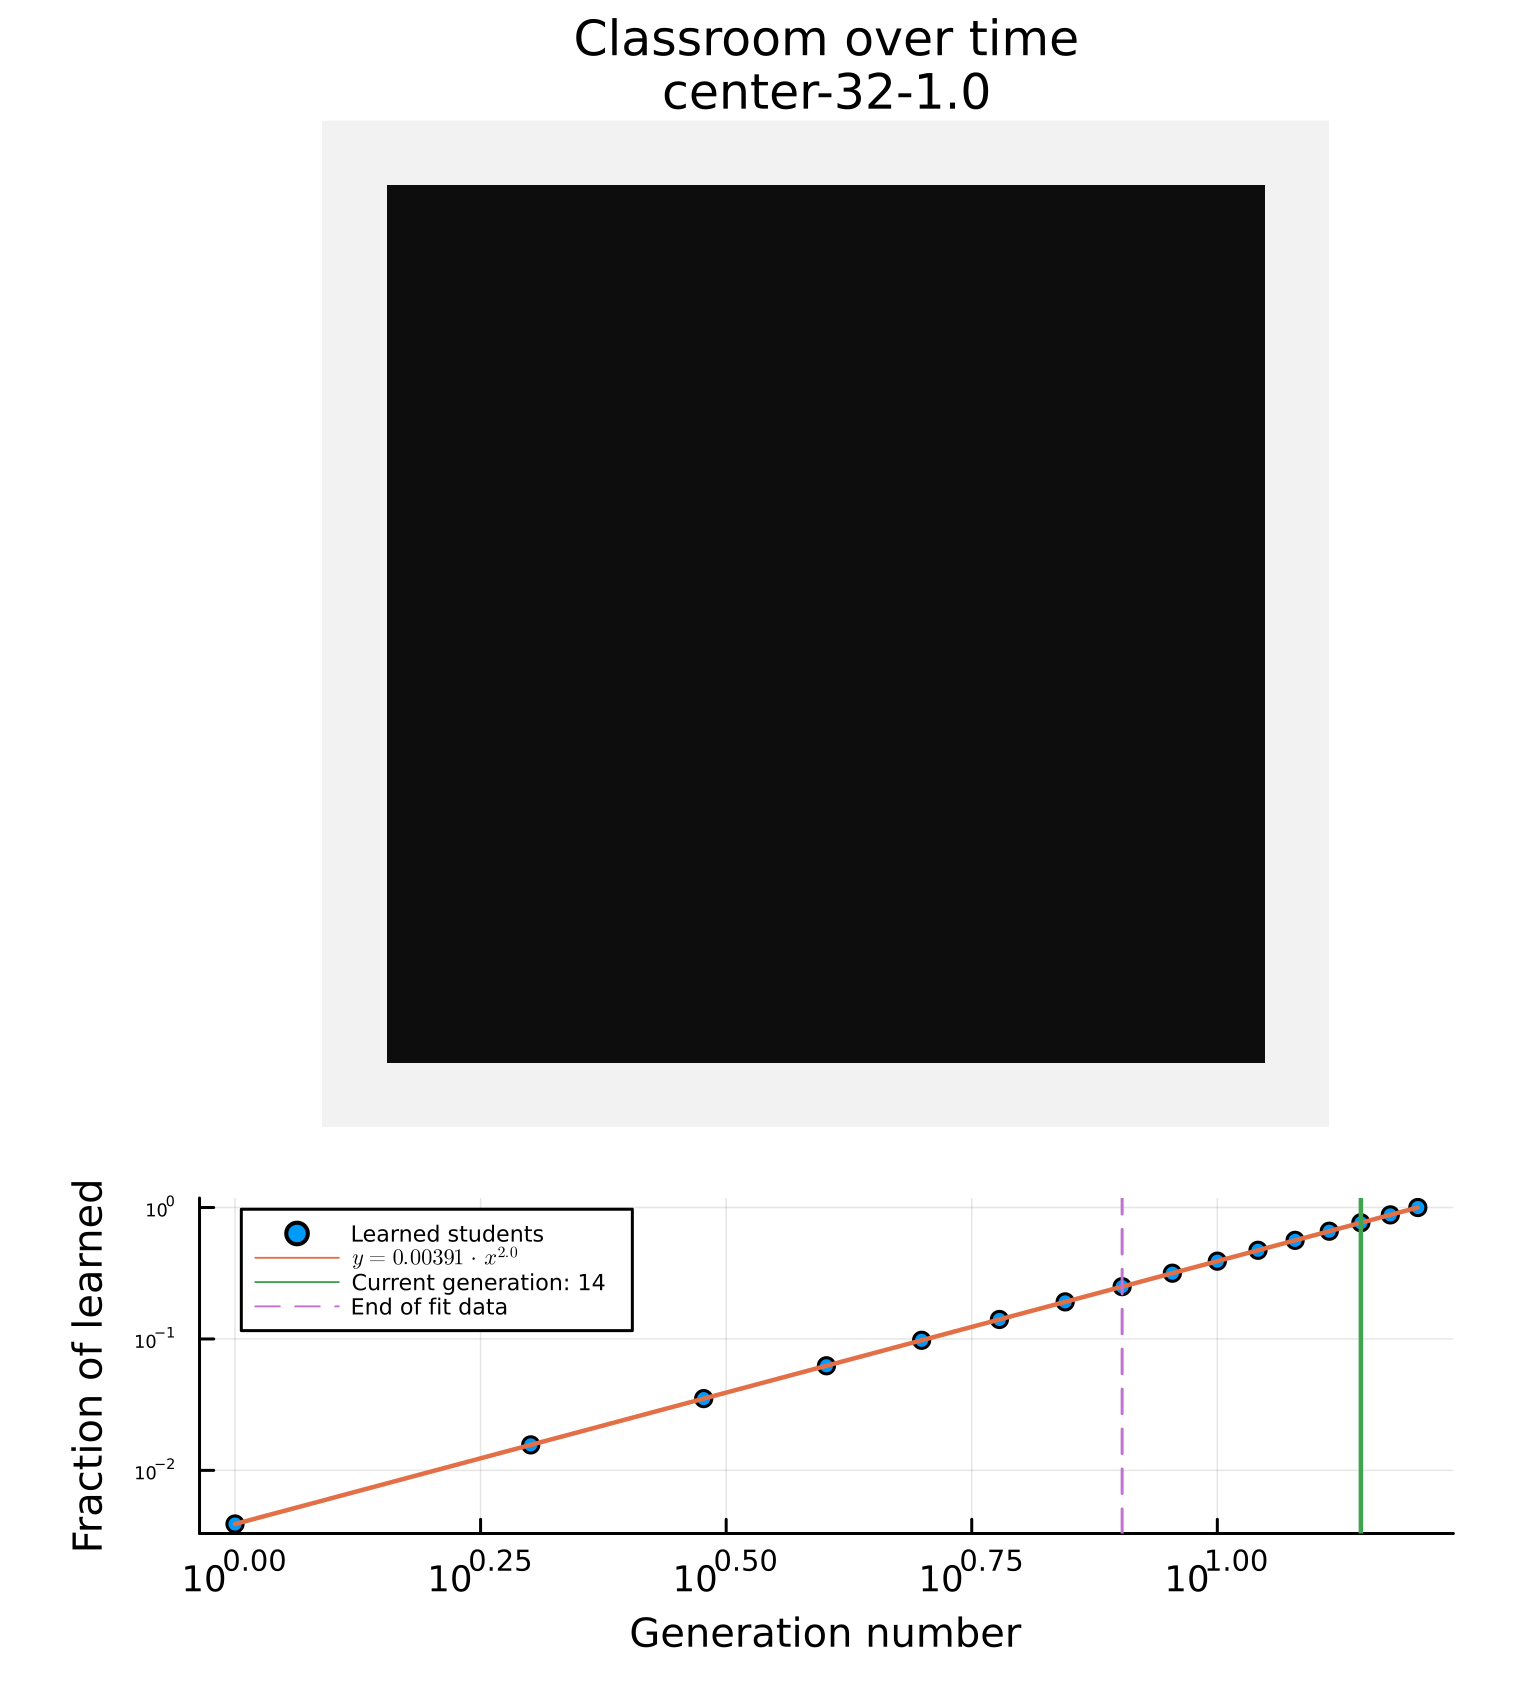 Classroom over time
center-32-1.0
Fraction of learned
10^0
10^-1
10^-2
Learned students
y = 0.00391 · x^2.0
Current generation: 14
End of fit data
10^0.00 10^0.25 10^0.50 10^0.75 10^1.00
Generation number